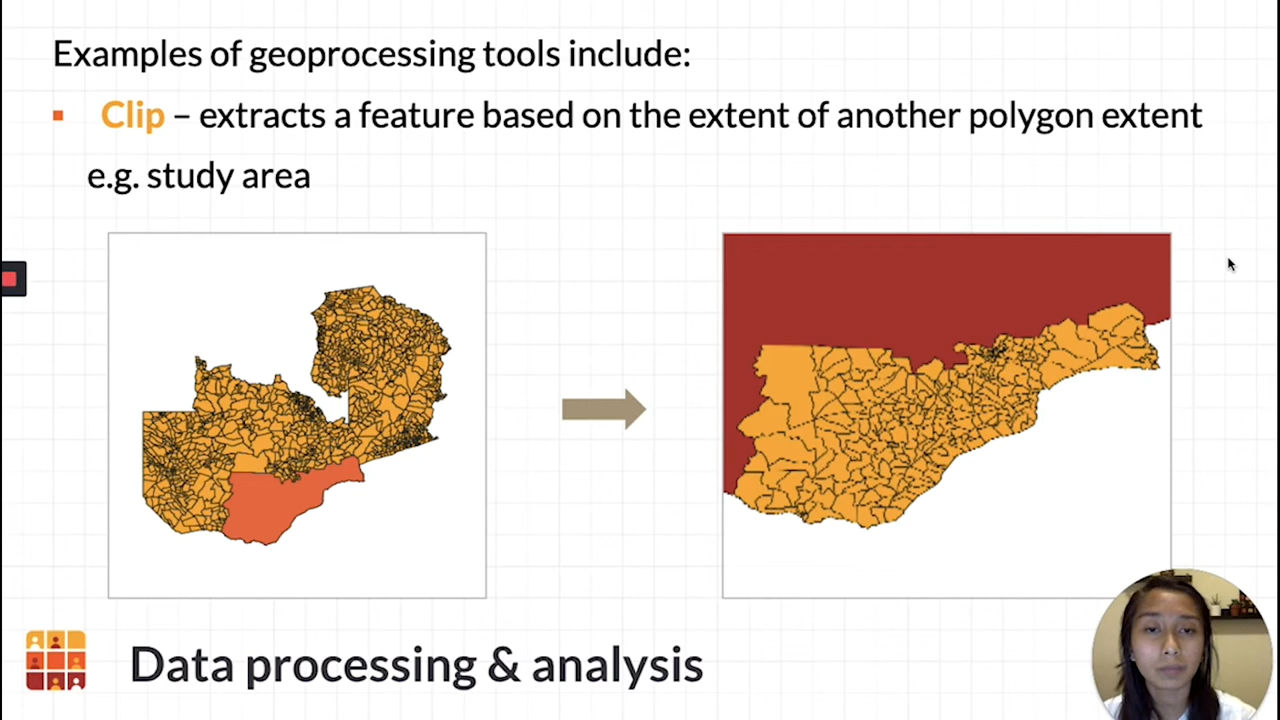 Examples of geoprocessing tools include:
▪ Clip – extracts a feature based on the extent of another polygon extent
e.g. study area
Data processing & analysis